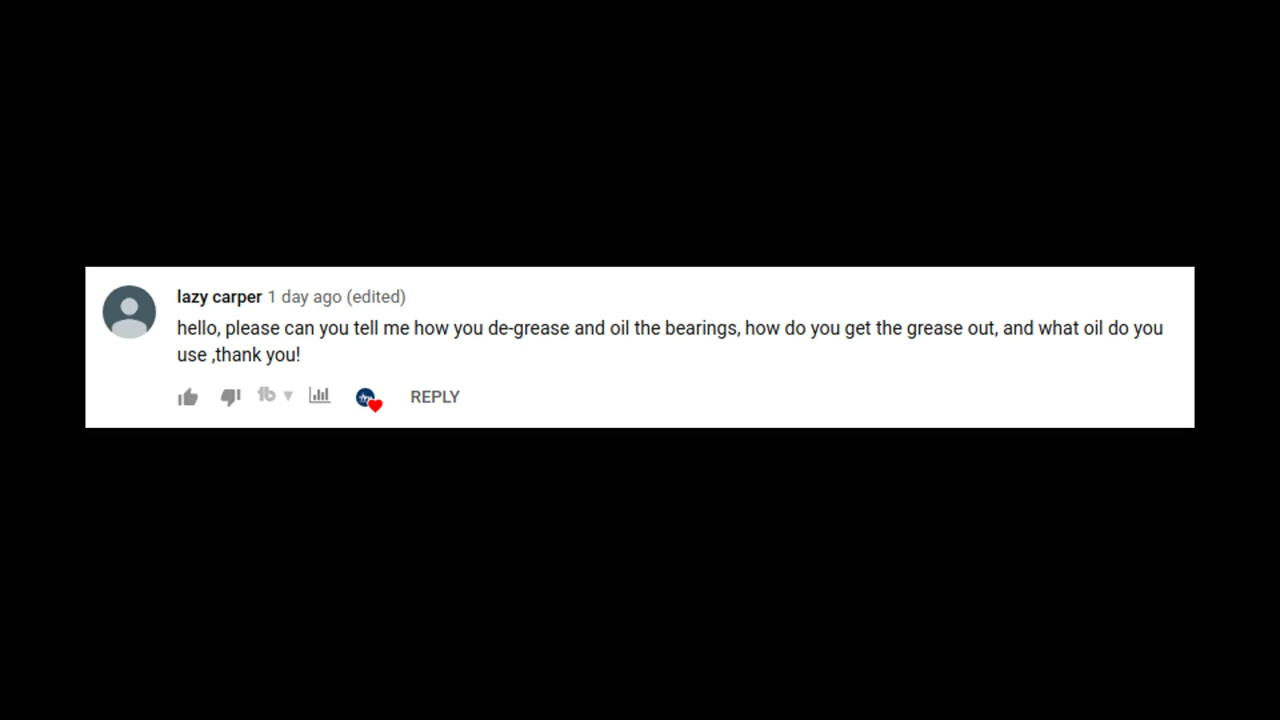 lazy carper 1 day ago (edited)
hello, please can you tell me how you de-grease and oil the bearings, how do you get the grease out, and what oil do you
use ,thank you!
REPLY